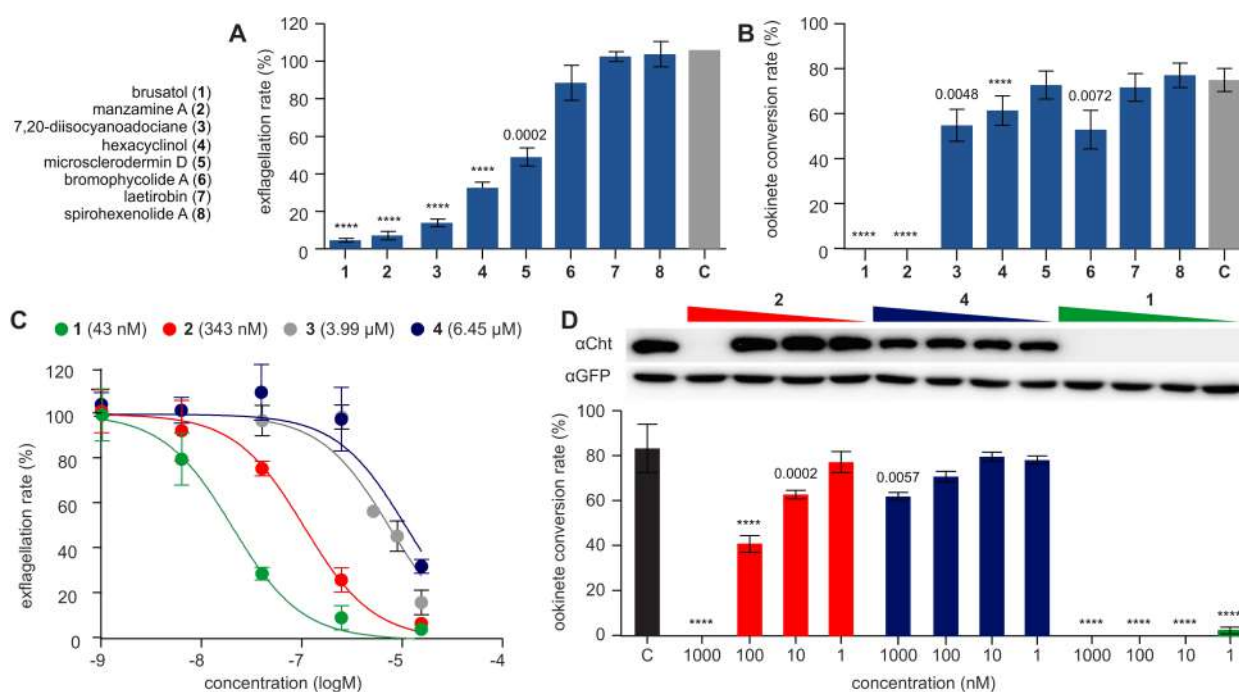 A
B
brusatol (1)
manzamine A (2)
7,20-diisocyanoadociane (3)
hexacyclinol (4)
microsclerodermin D (5)
bromophycolide A (6)
laetirobin (7)
spirohexenolide A (8)
exflagellation rate (%)
120
100
80
60
40
20
0
****
****
****
****
0.0002
1 2 3 4 5 6 7 8 C
ookinete conversion rate (%)
100
80
60
40
20
0
****
****
0.0048
****
0.0072
1 2 3 4 5 6 7 8 C
C
1 (43 nM) 2 (343 nM) 3 (3.99 µM) 4 (6.45 µM)
exflagellation rate (%)
120
100
80
60
40
20
0
-9 -8 -7 -6 -5 -4
concentration (logM)
D
2 4 1
αCht
αGFP
ookinete conversion rate (%)
100
80
60
40
20
0
****
****
0.0002
0.0057
****
****
****
****
C 1000 100 10 1 1000 100 10 1 1000 100 10 1
concentration (nM)